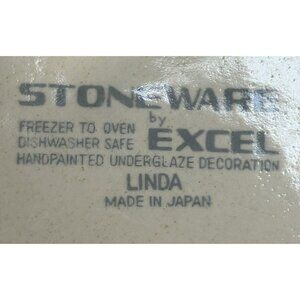 STONEWARE
by
FREEZER TO OVEN
DISHWASHER SAFE EXCEL
HANDPAINTED UNDERGLAZE DECORATION
LINDA
MADE IN JAPAN